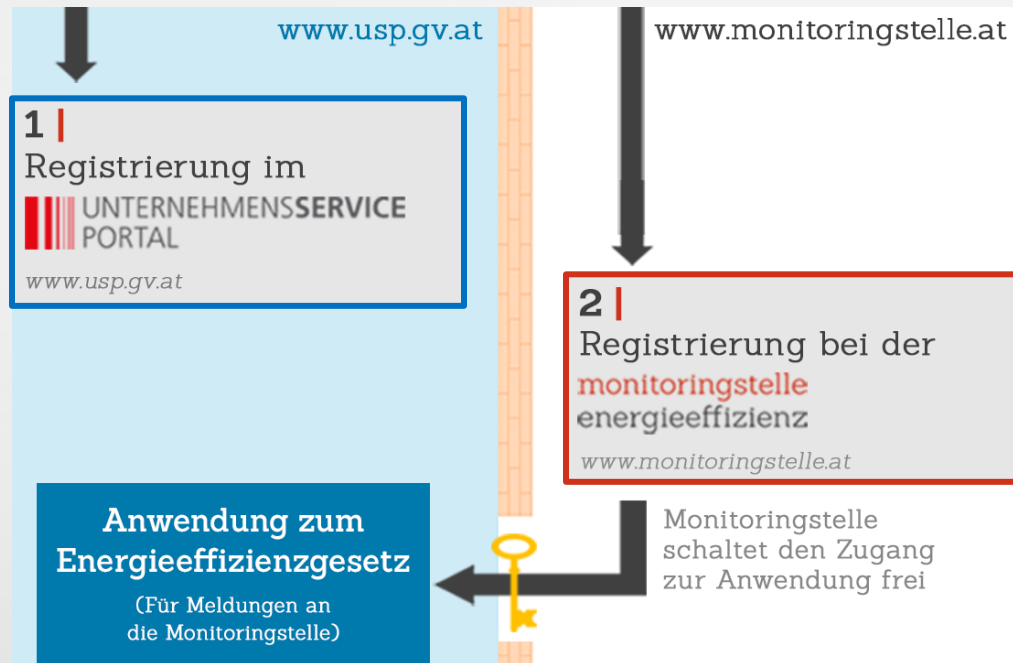 www.usp.gv.at
www.monitoringstelle.at
1 |
Registrierung im
UNTERNEHMENSSERVICE
PORTAL
www.usp.gv.at
2 |
Registrierung bei der
monitoringstelle
energieeffizienz
www.monitoringstelle.at
Anwendung zum
Energieeffizienzgesetz
(Für Meldungen an
die Monitoringstelle)
Monitoringstelle
schaltet den Zugang
zur Anwendung frei